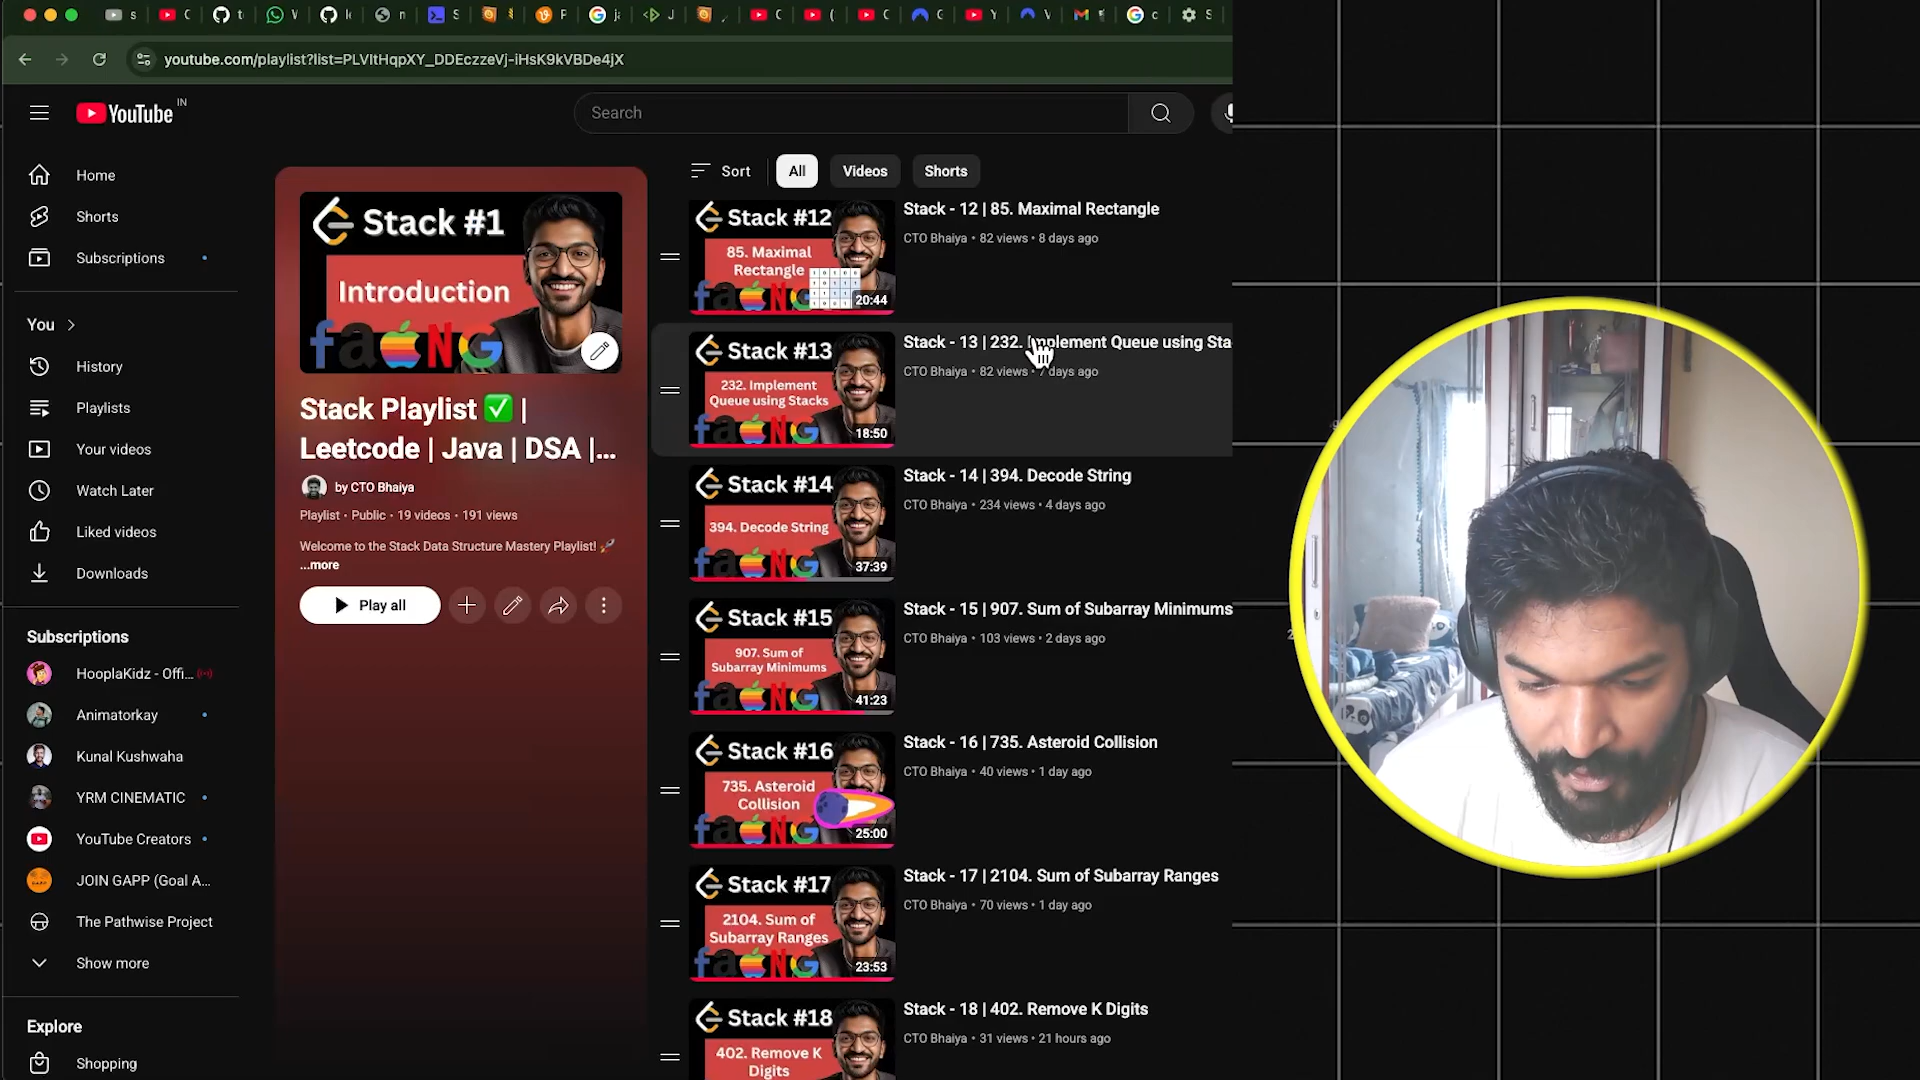 youtube.com/playlist?list=PLVItHqpXY_DDEczzeVj-iHsK9kVBDe4jX
YouTube IN
Search
Home
Shorts
Subscriptions
You
History
Playlists
Your videos
Watch Later
Liked videos
Downloads
Subscriptions
HooplaKidz - Offi...
Animatorkay
Kunal Kushwaha
YRM CINEMATIC
YouTube Creators
JOIN GAPP (Goal A...
The Pathwise Project
Show more
Explore
Shopping
Stack #1
Introduction
faANG
Stack Playlist ✅ |
Leetcode | Java | DSA |...
by CTO Bhaiya
Playlist • Public • 19 videos • 191 views
Welcome to the Stack Data Structure Mastery Playlist! 🚀
...more
Play all
Sort
All
Videos
Shorts
Stack #12
85. Maximal
Rectangle
20:44
Stack - 12 | 85. Maximal Rectangle
CTO Bhaiya • 82 views • 8 days ago
Stack #13
232. Implement
Queue using Stacks
18:50
Stack - 13 | 232. Implement Queue using Sta
CTO Bhaiya • 82 views • 7 days ago
Stack #14
394. Decode String
37:39
Stack - 14 | 394. Decode String
CTO Bhaiya • 234 views • 4 days ago
Stack #15
907. Sum of
Subarray Minimums
41:23
Stack - 15 | 907. Sum of Subarray Minimums
CTO Bhaiya • 103 views • 2 days ago
Stack #16
735. Asteroid
Collision
25:00
Stack - 16 | 735. Asteroid Collision
CTO Bhaiya • 40 views • 1 day ago
Stack #17
2104. Sum of
Subarray Ranges
23:53
Stack - 17 | 2104. Sum of Subarray Ranges
CTO Bhaiya • 70 views • 1 day ago
Stack #18
402. Remove K
Digits
Stack - 18 | 402. Remove K Digits
CTO Bhaiya • 31 views • 21 hours ago